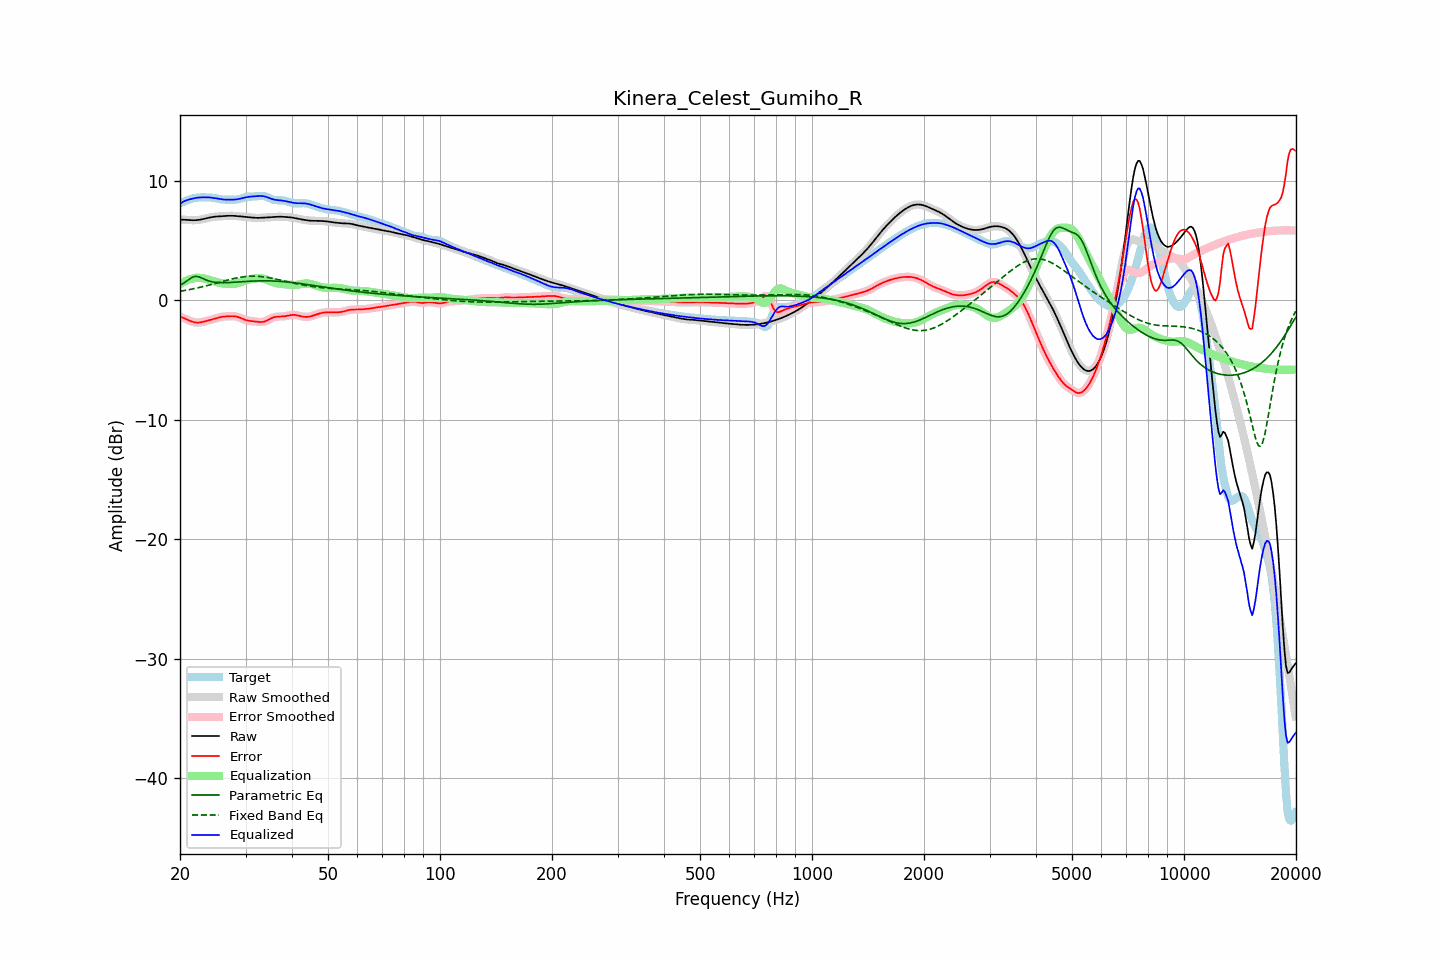 Kinera_Celest_Gumiho_R
Amplitude (dBr)
10
0
−10
−20
−30
−40
Target
Raw Smoothed
Error Smoothed
Raw
Error
Equalization
Parametric Eq
Fixed Band Eq
Equalized
20 50 100 200 500 1000 2000 5000 10000 20000
Frequency (Hz)